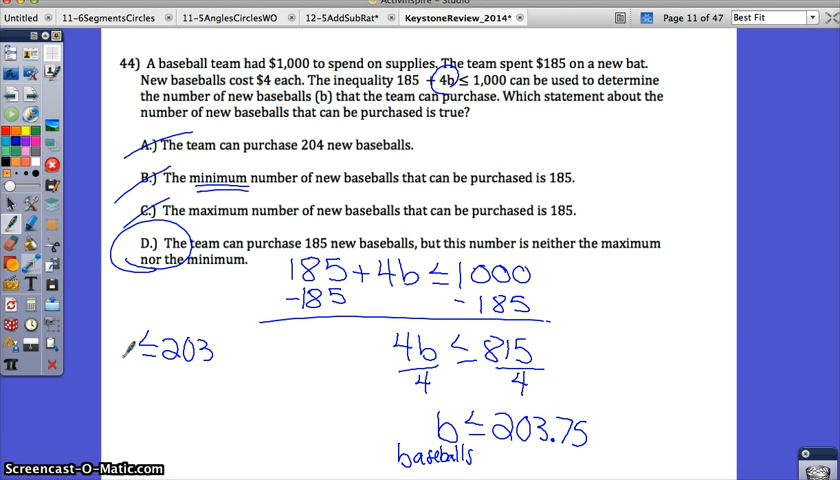 ActivInspire
Untitled
11-6SegmentsCircles
11-5AnglesCirclesWO
12-5AddSubRat*
KeystoneReview_2014*
Page 11 of 47
Best Fit
44) A baseball team had $1,000 to spend on supplies. The team spent $185 on a new bat.
New baseballs cost $4 each. The inequality 185 + 4b ≤ 1,000 can be used to determine
the number of new baseballs (b) that the team can purchase. Which statement about the
number of new baseballs that can be purchased is true?
A.) The team can purchase 204 new baseballs.
B.) The minimum number of new baseballs that can be purchased is 185.
C.) The maximum number of new baseballs that can be purchased is 185.
D.) The team can purchase 185 new baseballs, but this number is neither the maximum
nor the minimum.
185 + 4b ≤ 1000
-185 - 185
≤ 203
4b ≤ 815
4 4
b ≤ 203.75
baseballs
Screencast-O-Matic.com